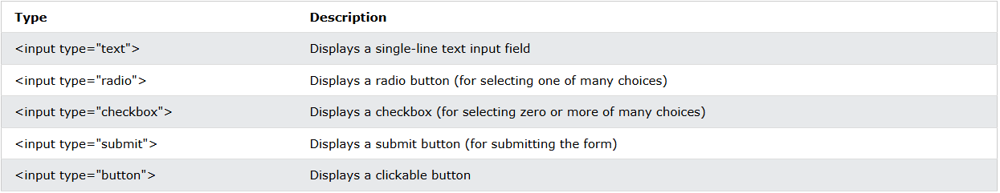 Type Description
<input type="text"> Displays a single-line text input field
<input type="radio"> Displays a radio button (for selecting one of many choices)
<input type="checkbox"> Displays a checkbox (for selecting zero or more of many choices)
<input type="submit"> Displays a submit button (for submitting the form)
<input type="button"> Displays a clickable button